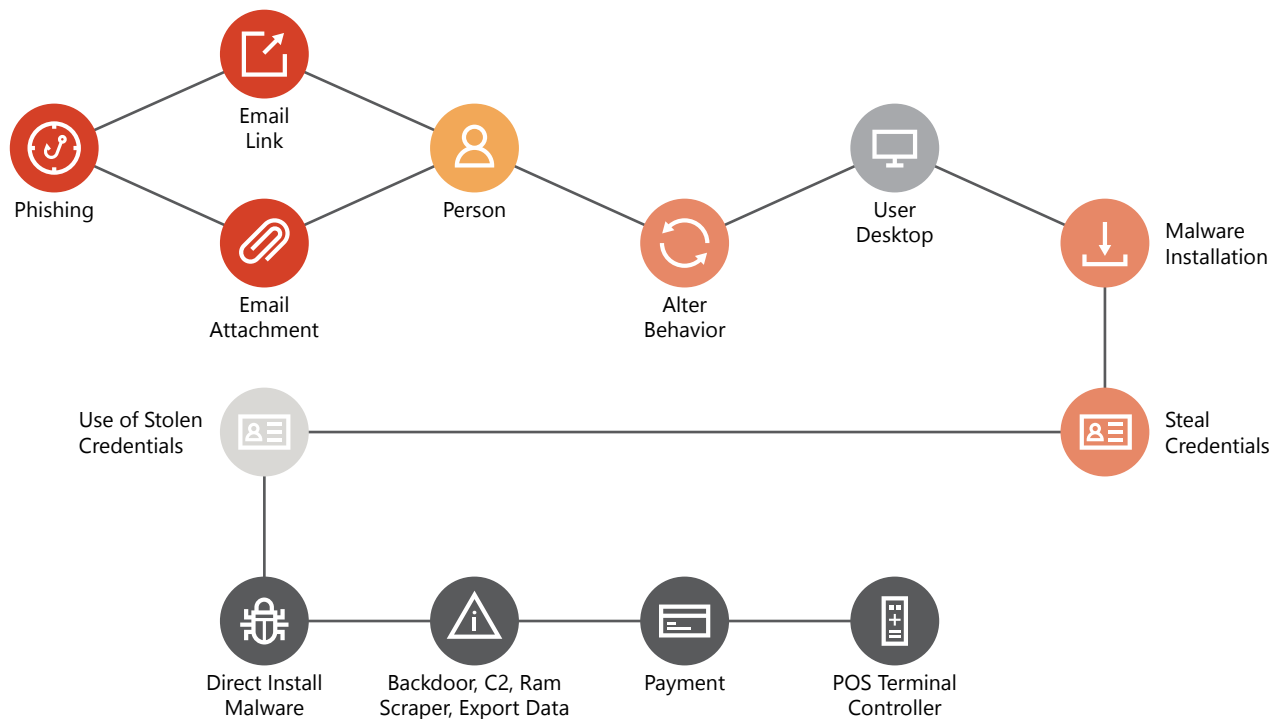 Email
Link
Phishing
Person
User
Desktop
Malware
Installation
Email
Attachment
Alter
Behavior
Use of Stolen
Credentials
Steal
Credentials
Direct Install
Malware
Backdoor, C2, Ram
Scraper, Export Data
Payment
POS Terminal
Controller